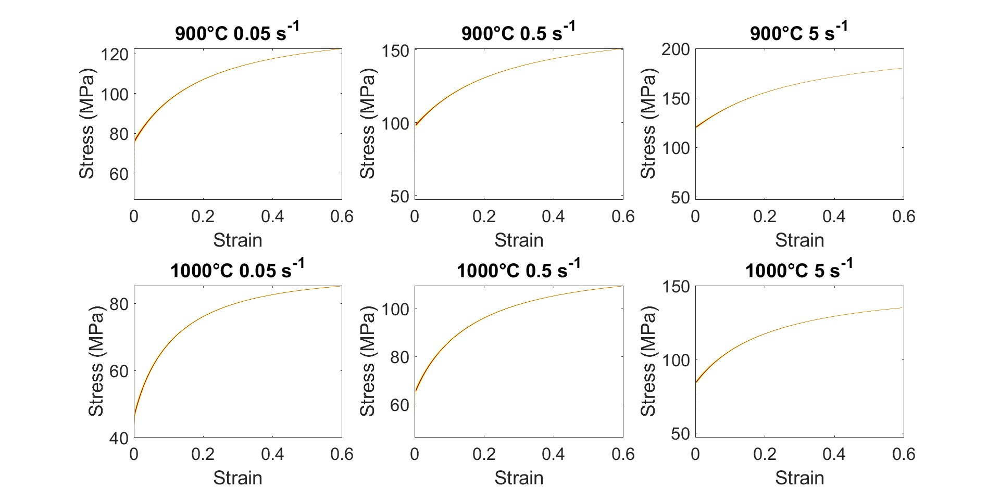 900°C 0.05 s-1
900°C 0.5 s-1
900°C 5 s-1
Stress (MPa)
120
100
80
60
0
0.2
0.4
0.6
Strain
Stress (MPa)
150
100
50
0
0.2
0.4
0.6
Strain
Stress (MPa)
200
150
100
50
0
0.2
0.4
0.6
Strain
1000°C 0.05 s-1
1000°C 0.5 s-1
1000°C 5 s-1
Stress (MPa)
80
60
40
0
0.2
0.4
0.6
Strain
Stress (MPa)
100
80
60
0
0.2
0.4
0.6
Strain
Stress (MPa)
150
100
50
0
0.2
0.4
0.6
Strain